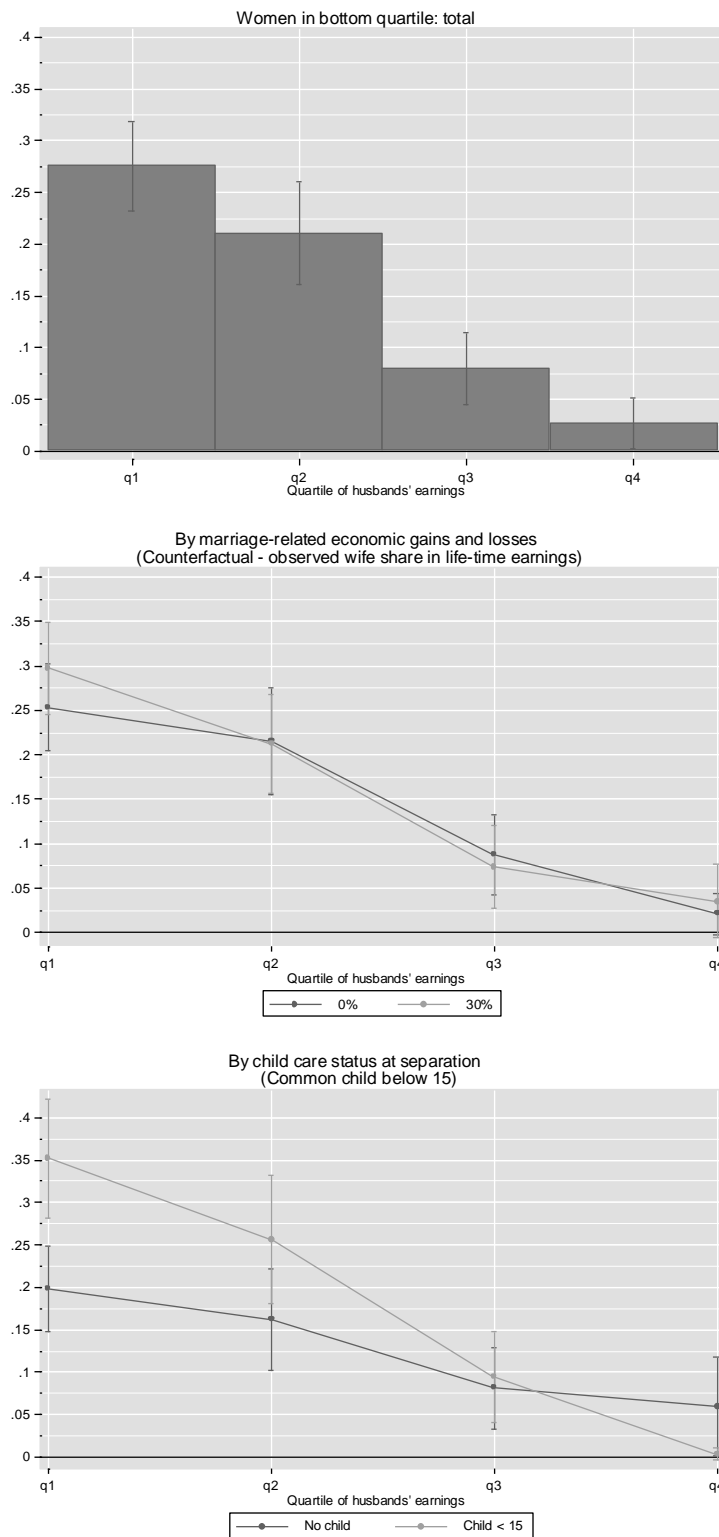 Women in bottom quartile: total
.4
.35
.3
.25
.2
.15
.1
.05
0
q1 q2 q3 q4
Quartile of husbands' earnings
By marriage-related economic gains and losses
(Counterfactual - observed wife share in life-time earnings)
.4
.35
.3
.25
.2
.15
.1
.05
0
q1 q2 q3 q4
Quartile of husbands' earnings
0% 30%
By child care status at separation
(Common child below 15)
.4
.35
.3
.25
.2
.15
.1
.05
0
q1 q2 q3 q4
Quartile of husbands' earnings
No child Child < 15